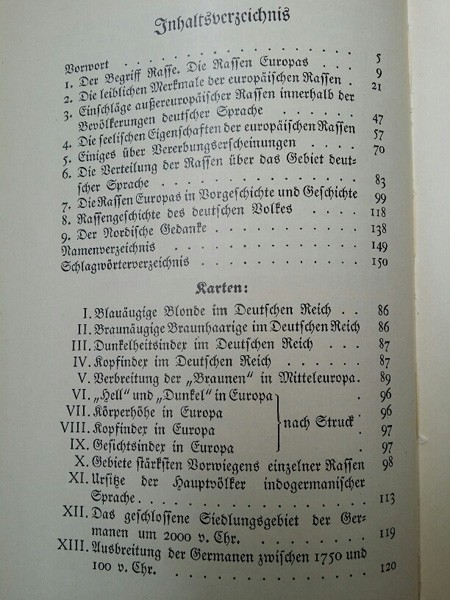 Inhaltsverzeichnis
Vorwort . . . . . . . . . . . . . . . 5
1. Der Begriff Rasse. Die Rassen Europas . . . . 9
2. Die leiblichen Merkmale der europäischen Rassen . 21
3. Einschläge außereuropäischer Rassen innerhalb der
Bevölkerungen deutscher Sprache . . . . . . 47
4. Die seelischen Eigenschaften der europäischen Rassen 57
5. Einiges über Vererbungserscheinungen . . . . 70
6. Die Verteilung der Rassen über das Gebiet deut-
scher Sprache . . . . . . . . . . . 83
7. Die Rassen Europas in Vorgeschichte und Geschichte 99
8. Rassengeschichte des deutschen Volkes . . . . 118
9. Der Nordische Gedanke . . . . . . . . 138
Namenverzeichnis . . . . . . . . . . . 149
Schlagwörterverzeichnis . . . . . . . . . 150
Karten:
I. Blauäugige Blonde im Deutschen Reich . . 86
II. Braunäugige Braunhaarige im Deutschen Reich 86
III. Dunkelheitsindex im Deutschen Reich . . . 87
IV. Kopfindex im Deutschen Reich . . . . . . 87
V. Verbreitung der „Braunen“ in Mitteleuropa . 89
VI. „Hell“ und „Dunkel“ in Europa 96
VII. Körperhöhe in Europa nach Struck . 96
VIII. Kopfindex in Europa 97
IX. Gesichtsindex in Europa 97
X. Gebiete stärksten Vorwiegens einzelner Rassen 98
XI. Ursitze der Hauptvölker indogermanischer
Sprache . . . . . . . . . . . . . 113
XII. Das geschlossene Siedlungsgebiet der Ger-
manen um 2000 v. Chr. . . . . . . . . 119
XIII. Ausbreitung der Germanen zwischen 1750 und
100 v. Chr. . . . . . . . . . . . . 120